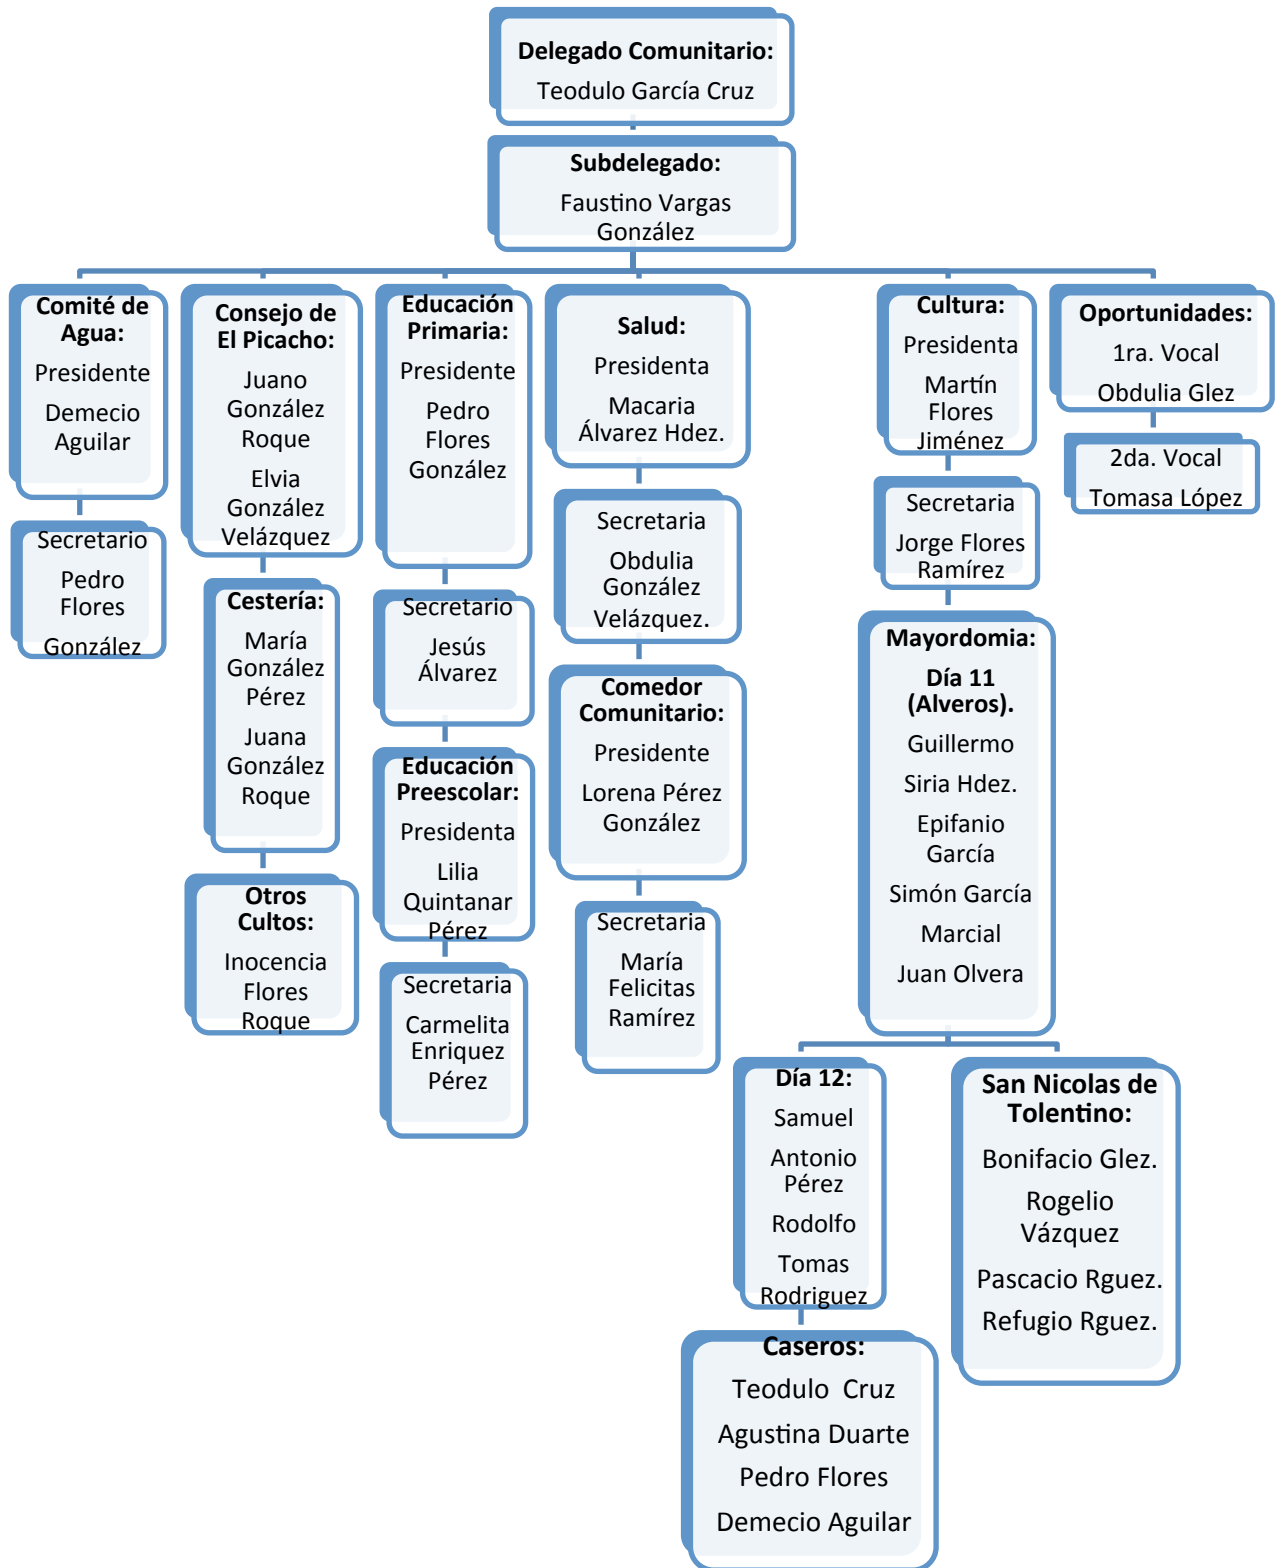 Delegado Comunitario:
Teodulo García Cruz
Subdelegado:
Faustino Vargas
González
Comité de
Agua:
Presidente
Demecio
Aguilar
Secretario
Pedro
Flores
González
Consejo de
El Picacho:
Juano
González
Roque
Elvia
González
Velázquez
Cestería:
María
González
Pérez
Juana
González
Roque
Otros
Cultos:
Inocencia
Flores
Roque
Educación
Primaria:
Presidente
Pedro
Flores
González
Secretario
Jesús
Álvarez
Educación
Preescolar:
Presidenta
Lilia
Quintanar
Pérez
Secretaria
Carmelita
Enriquez
Pérez
Salud:
Presidenta
Macaria
Álvarez Hdez.
Secretaria
Obdulia
González
Velázquez.
Comedor
Comunitario:
Presidente
Lorena Pérez
González
Secretaria
María
Felicitas
Ramírez
Cultura:
Presidenta
Martín
Flores
Jiménez
Secretaria
Jorge Flores
Ramírez
Mayordomia:
Día 11
(Alveros).
Guillermo
Siria Hdez.
Epifanio
García
Simón García
Marcial
Juan Olvera
Día 12:
Samuel
Antonio
Pérez
Rodolfo
Tomas
Rodriguez
Caseros:
Teodulo  Cruz
Agustina Duarte
Pedro Flores
Demecio Aguilar
San Nicolas de
Tolentino:
Bonifacio Glez.
Rogelio
Vázquez
Pascacio Rguez.
Refugio Rguez.
Oportunidades:
1ra. Vocal
Obdulia Glez
2da. Vocal
Tomasa López